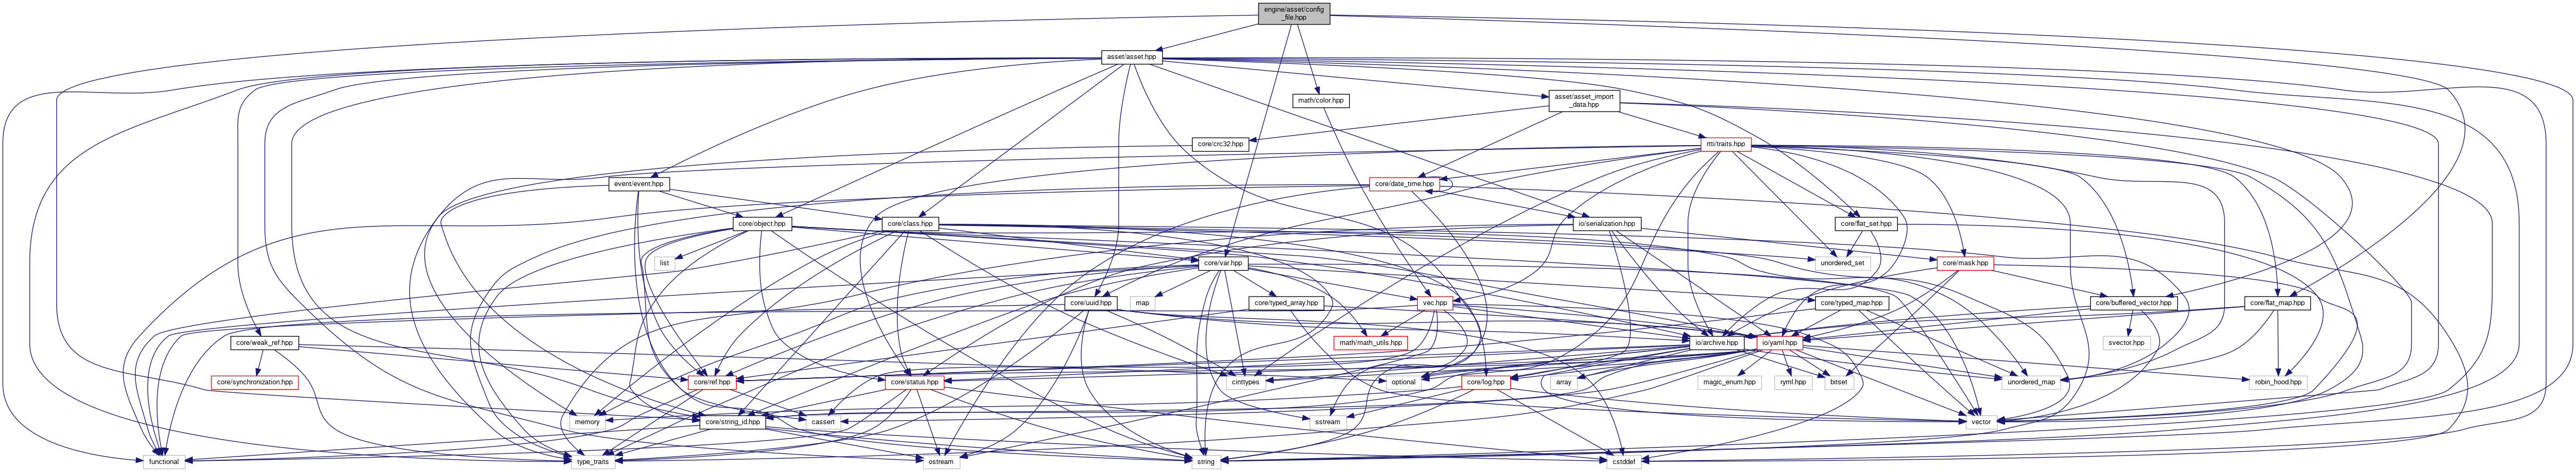 engine/asset/config
_file.hpp
asset/asset.hpp
math/color.hpp
asset/asset_import
_data.hpp
core/crc32.hpp
rtti/traits.hpp
event/event.hpp
core/date_time.hpp
core/object.hpp
core/class.hpp
io/serialization.hpp
core/flat_set.hpp
list
core/var.hpp
unordered_set
core/mask.hpp
core/uuid.hpp
map
core/typed_array.hpp
vec.hpp
core/typed_map.hpp
core/buffered_vector.hpp
core/flat_map.hpp
core/weak_ref.hpp
math/math_utils.hpp
io/archive.hpp
io/yaml.hpp
svector.hpp
core/synchronization.hpp
core/ref.hpp
core/status.hpp
cinttypes
optional
core/log.hpp
array
magic_enum.hpp
ryml.hpp
bitset
unordered_map
robin_hood.hpp
memory
core/string_id.hpp
cassert
sstream
vector
functional
type_traits
ostream
string
cstddef